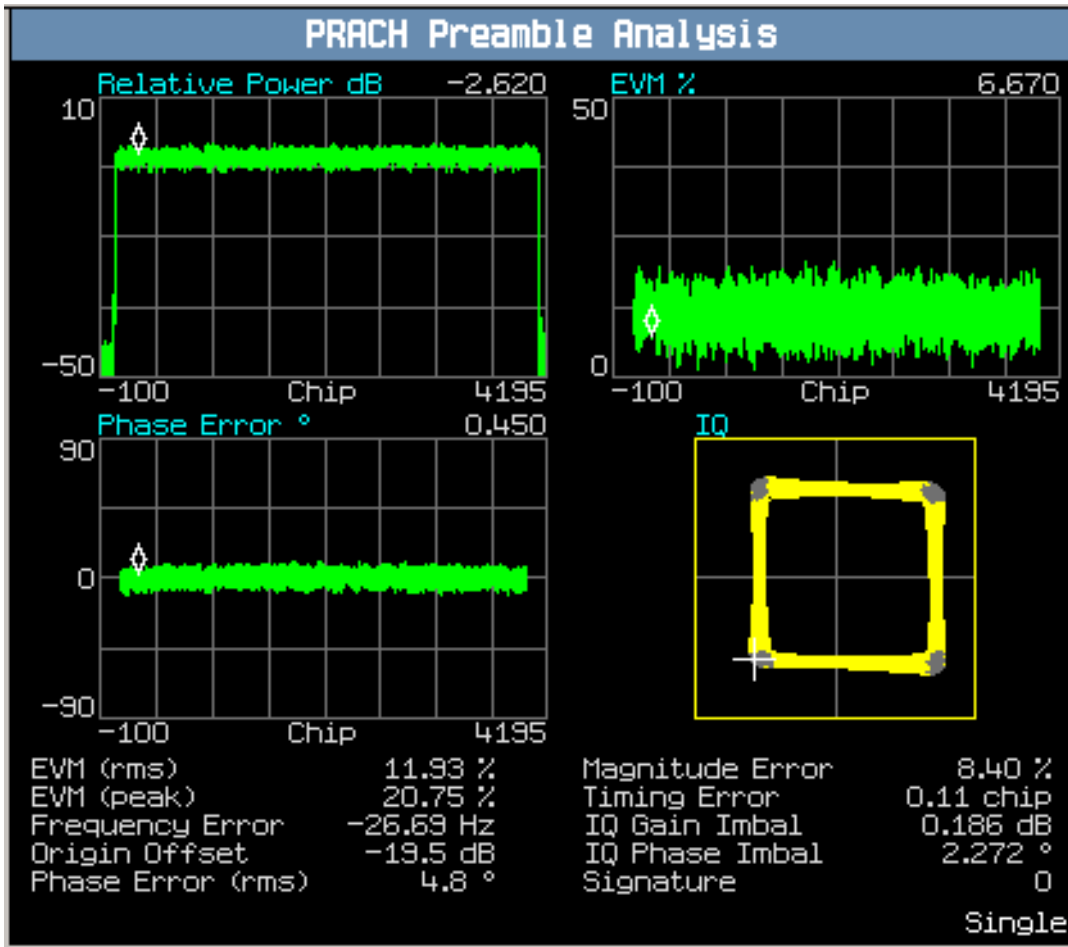 PRACH Preamble Analysis
Relative Power dB -2.620
10
-50
-100 Chip 4195
EVM % 6.670
50
0
-100 Chip 4195
Phase Error ° 0.450
90
0
-90
-100 Chip 4195
IQ
EVM (rms) 11.93 %
EVM (peak) 20.75 %
Frequency Error -26.69 Hz
Origin Offset -19.5 dB
Phase Error (rms) 4.8 °
Magnitude Error 8.40 %
Timing Error 0.11 chip
IQ Gain Imbal 0.186 dB
IQ Phase Imbal 2.272 °
Signature 0
Single